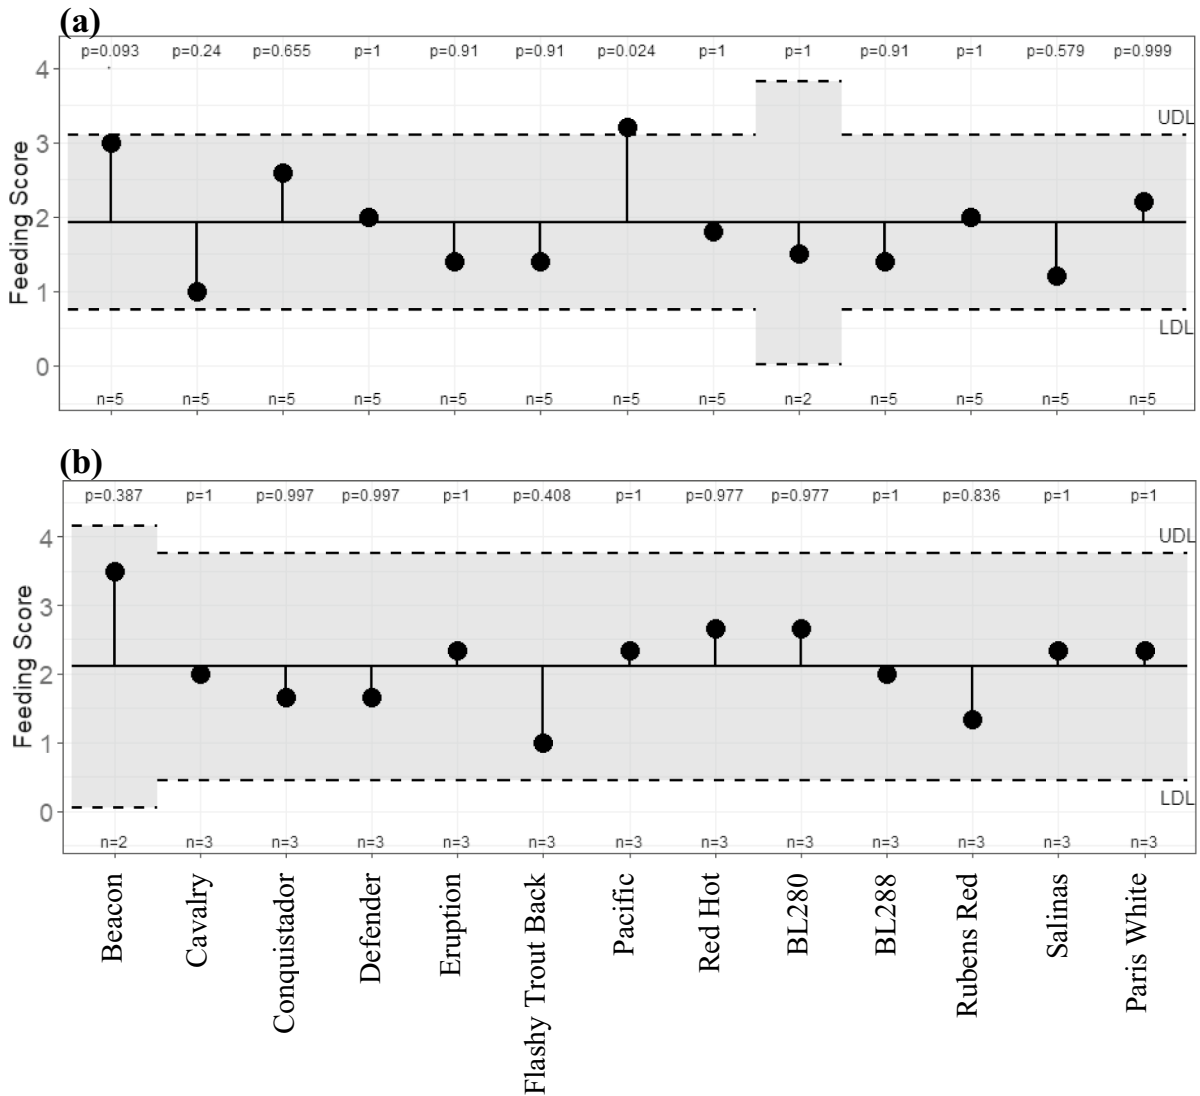 (a)
p=0.093 p=0.24 p=0.655 p=1 p=0.91 p=0.91 p=0.024 p=1 p=1 p=0.91 p=1 p=0.579 p=0.999
4
UDL
3
Feeding Score
2
1
LDL
0
n=5 n=5 n=5 n=5 n=5 n=5 n=5 n=5 n=2 n=5 n=5 n=5 n=5
(b)
p=0.387 p=1 p=0.997 p=0.997 p=1 p=0.408 p=1 p=0.977 p=0.977 p=1 p=0.836 p=1 p=1
4
UDL
3
Feeding Score
2
1
LDL
0
n=2 n=3 n=3 n=3 n=3 n=3 n=3 n=3 n=3 n=3 n=3 n=3 n=3
Beacon
Cavalry
Conquistador
Defender
Eruption
Flashy Trout Back
Pacific
Red Hot
BL280
BL288
Rubens Red
Salinas
Paris White